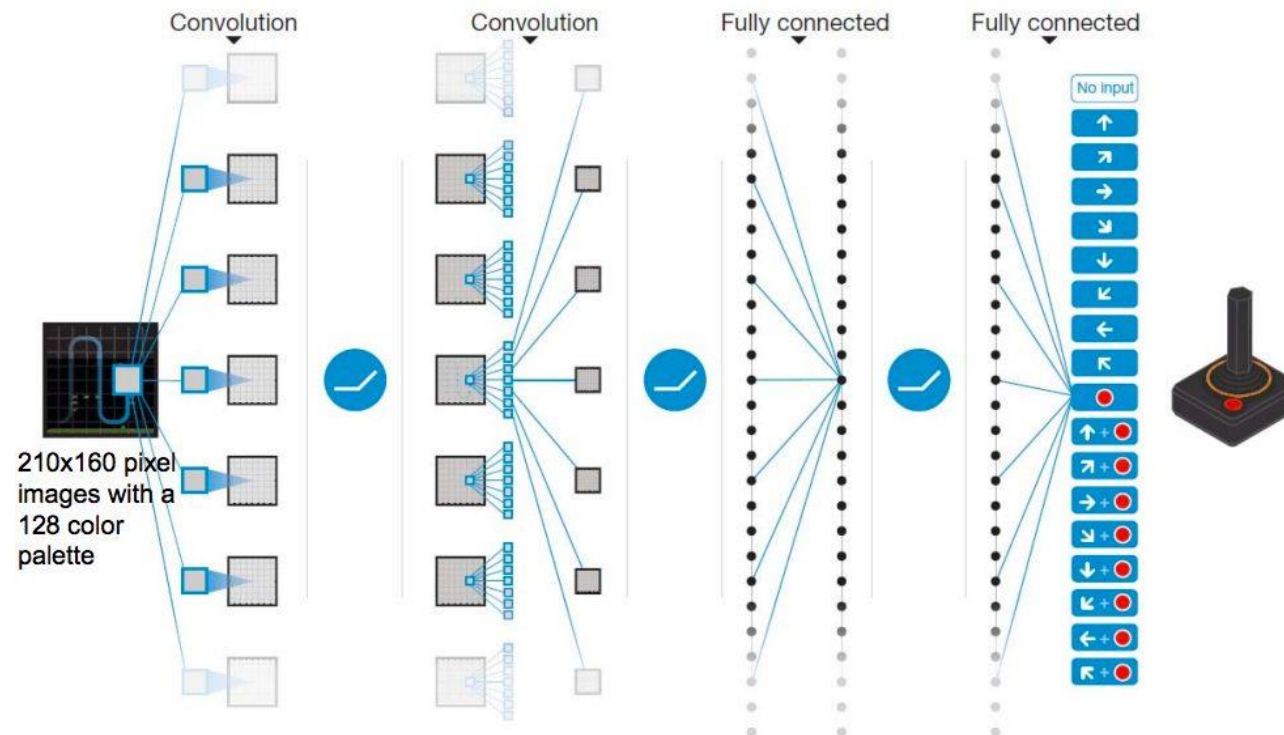 Convolution
Convolution
Fully connected
Fully connected
No input
210x160 pixel
images with a
128 color
palette